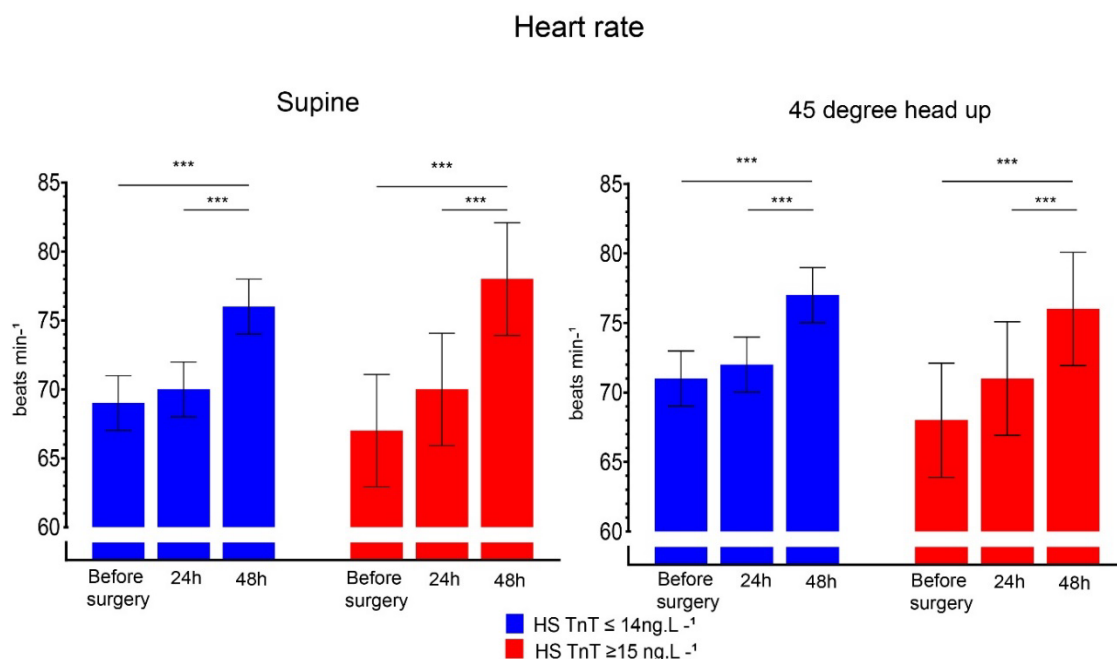 Heart rate
Supine
45 degree head up
***
***
***
***
***
***
***
***
beats min-¹
85
80
75
70
65
60
beats min-¹
85
80
75
70
65
60
Before surgery
24h
48h
Before surgery
24h
48h
Before surgery
24h
48h
Before surgery
24h
48h
HS TnT ≤ 14ng.L -¹
HS TnT ≥15 ng.L -¹